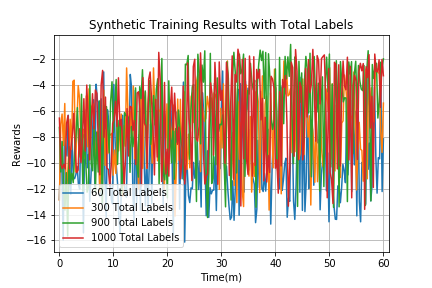 Synthetic Training Results with Total Labels
Rewards
−2
−4
−6
−8
−10
−12
−14
−16
60 Total Labels
300 Total Labels
900 Total Labels
1000 Total Labels
0 10 20 30 40 50 60
Time(m)